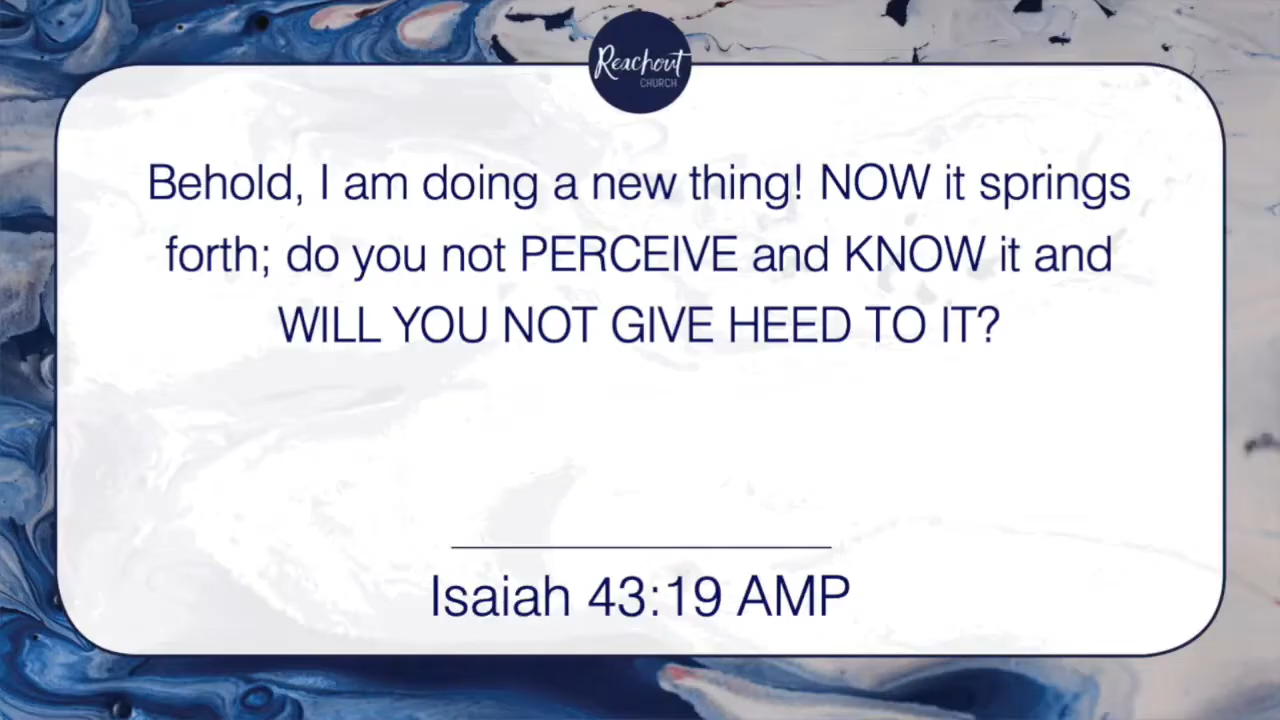 Reachout
CHURCH
Behold, I am doing a new thing! NOW it springs
forth; do you not PERCEIVE and KNOW it and
WILL YOU NOT GIVE HEED TO IT?
Isaiah 43:19 AMP